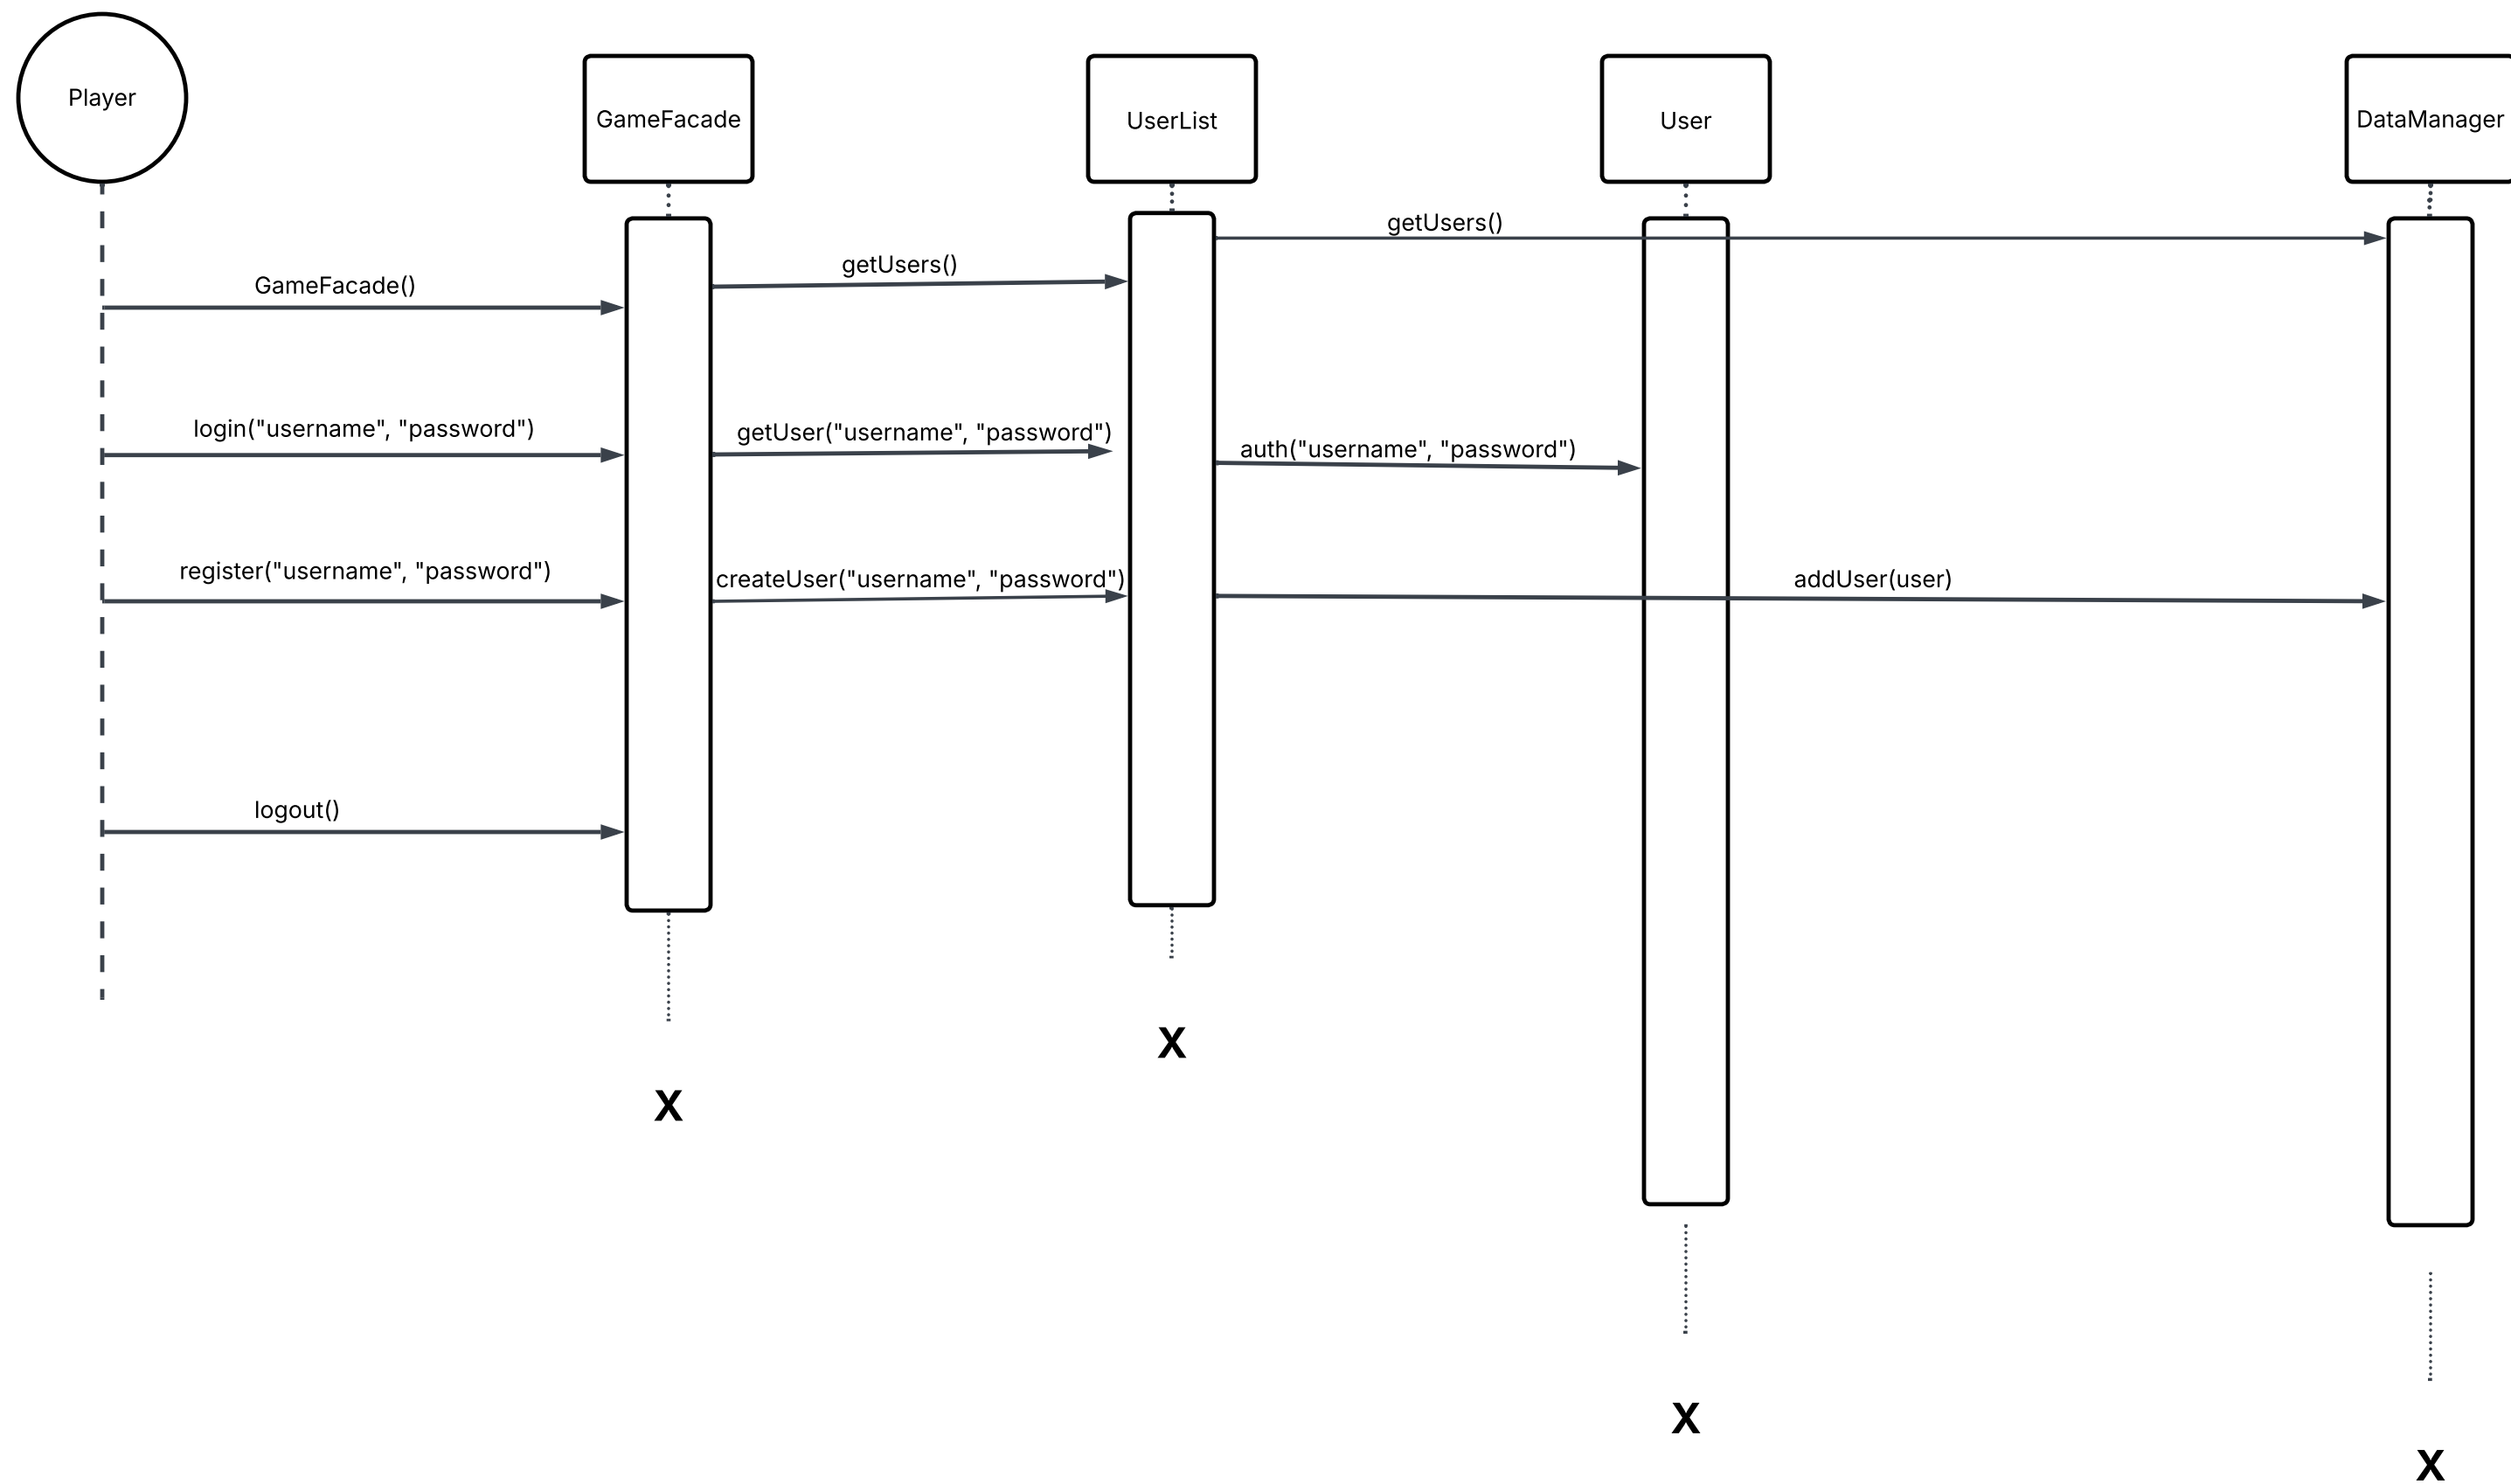 Player
GameFacade
UserList
User
DataManager
getUsers()
getUsers()
GameFacade()
login("username", "password")
getUser("username", "password")
auth("username", "password")
register("username", "password")
createUser("username", "password")
addUser(user)
logout()
X
X
X
X